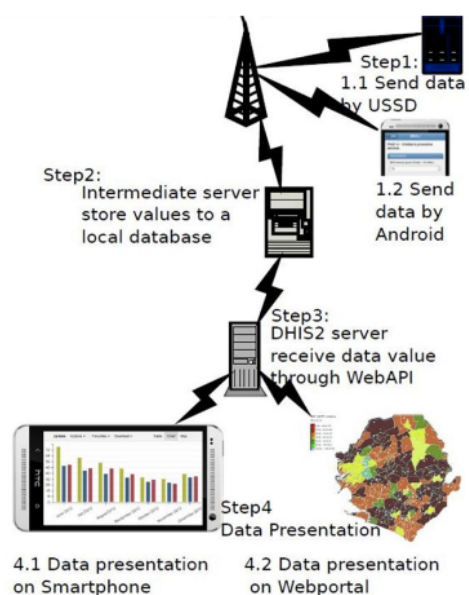 Step1:
1.1 Send data
by USSD
1.2 Send
data by
Android
Step2:
Intermediate server
store values to a
local database
Step3:
DHIS2 server
receive data value
through WebAPI
Step4
Data Presentation
4.1 Data presentation
on Smartphone
4.2 Data presentation
on Webportal
hTC